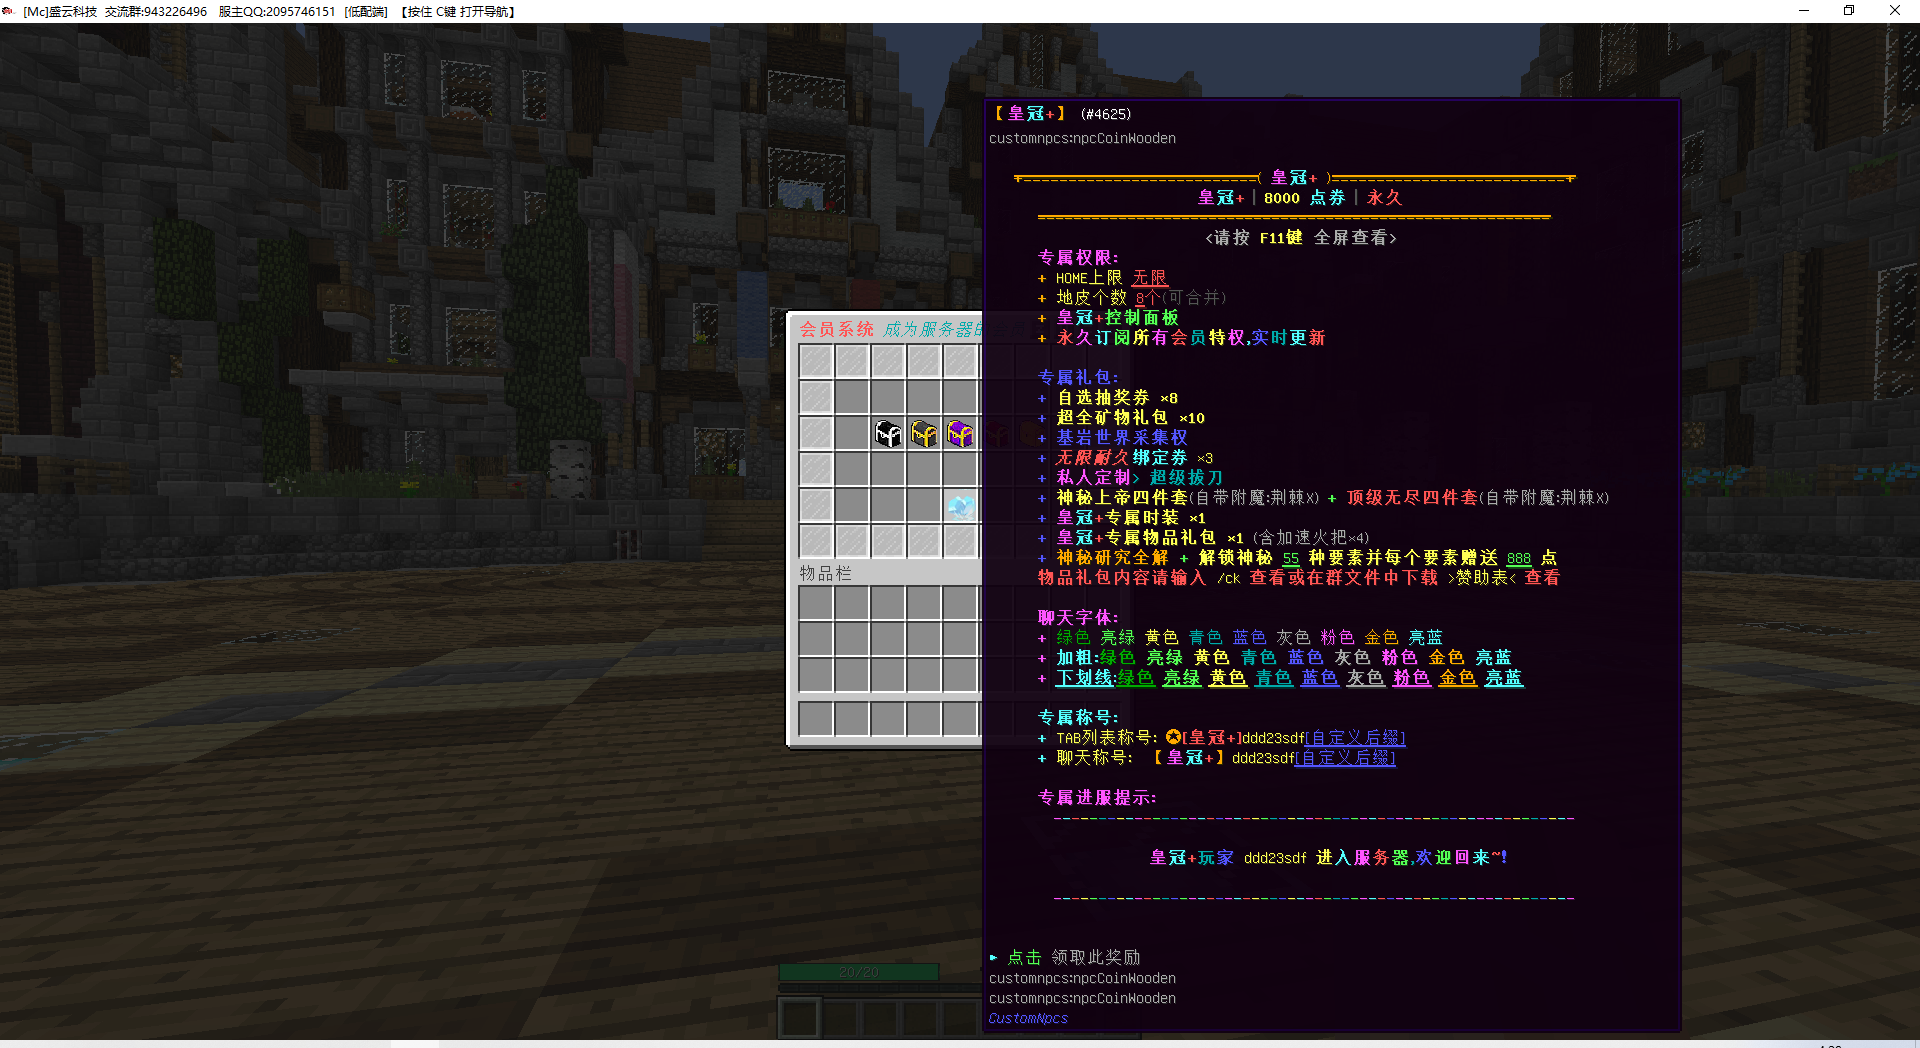 [Mc]盛云科技 交流群:943226496 服主QQ:2095746151 [低配端] 【按住 C键 打开导航】
【皇冠+】 (#4625)
customnpcs:npcCoinWooden
( 皇冠+ )
皇冠+ | 8000 点券 | 永久
<请按 F11键 全屏查看>
专属权限:
+ HOME上限 无限
+ 地皮个数 8个(可合并)
+ 皇冠+控制面板
+ 永久订阅所有会员特权,实时更新
专属礼包:
+ 自选抽奖券 ×8
+ 超全矿物礼包 ×10
+ 基岩世界采集权
+ 无限耐久绑定券 ×3
+ 私人定制> 超级拔刀
+ 神秘上帝四件套(自带附魔:荆棘X) + 顶级无尽四件套(自带附魔:荆棘X)
+ 皇冠+专属时装 ×1
+ 皇冠+专属物品礼包 ×1 (含加速火把×4)
+ 神秘研究全解 + 解锁神秘 55 种要素并每个要素赠送 888 点
物品礼包内容请输入 /ck 查看或在群文件中下载 >赞助表< 查看
聊天字体:
+ 绿色 亮绿 黄色 青色 蓝色 灰色 粉色 金色 亮蓝
+ 加粗:绿色 亮绿 黄色 青色 蓝色 灰色 粉色 金色 亮蓝
+ 下划线:绿色 亮绿 黄色 青色 蓝色 灰色 粉色 金色 亮蓝
专属称号:
+ TAB列表称号: ✪[皇冠+]ddd23sdf[自定义后缀]
+ 聊天称号: 【皇冠+】ddd23sdf[自定义后缀]
专属进服提示:
皇冠+玩家 ddd23sdf 进入服务器,欢迎回来~!
► 点击 领取此奖励
customnpcs:npcCoinWooden
customnpcs:npcCoinWooden
CustomNpcs
会员系统 成为服务器的
物品栏
20/20